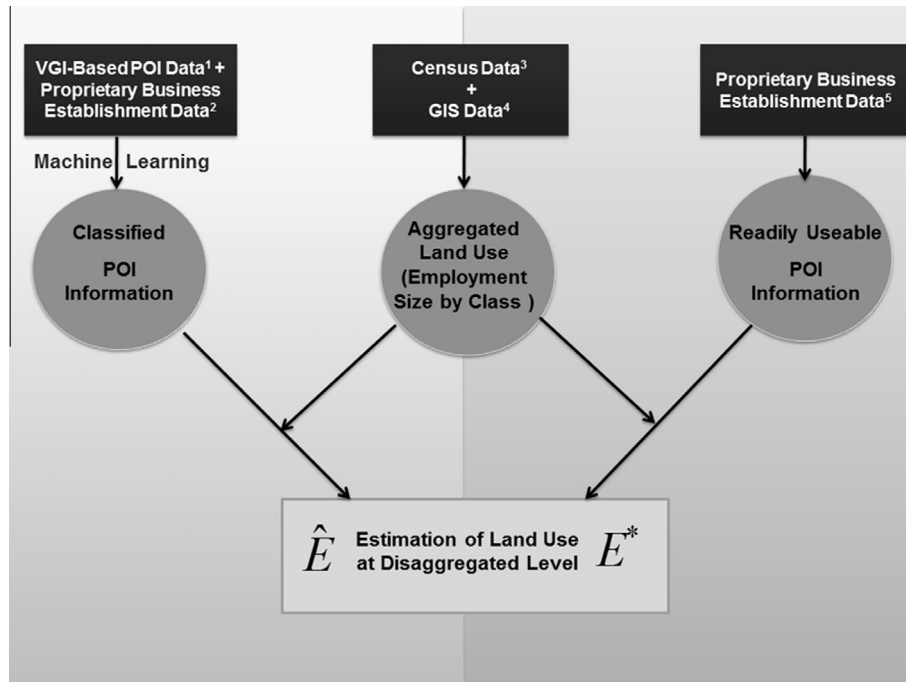 VGI-Based POI Data¹ +
Proprietary Business
Establishment Data²
Census Data³
+
GIS Data⁴
Proprietary Business
Establishment Data⁵
Machine Learning
Classified
POI
Information
Aggregated
Land Use
(Employment
Size by Class )
Readily Useable
POI
Information
Ê Estimation of Land Use E*
at Disaggregated Level